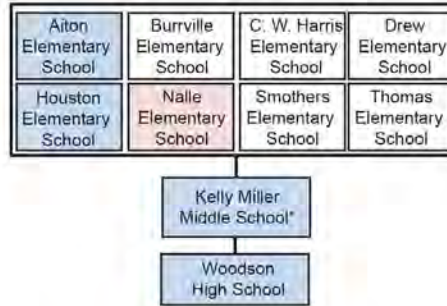 Aiton
Elementary
School
Burrville
Elementary
School
C. W. Harris
Elementary
School
Drew
Elementary
School
Houston
Elementary
School
Nalle
Elementary
School
Smothers
Elementary
School
Thomas
Elementary
School
Kelly Miller
Middle School*
Woodson
High School